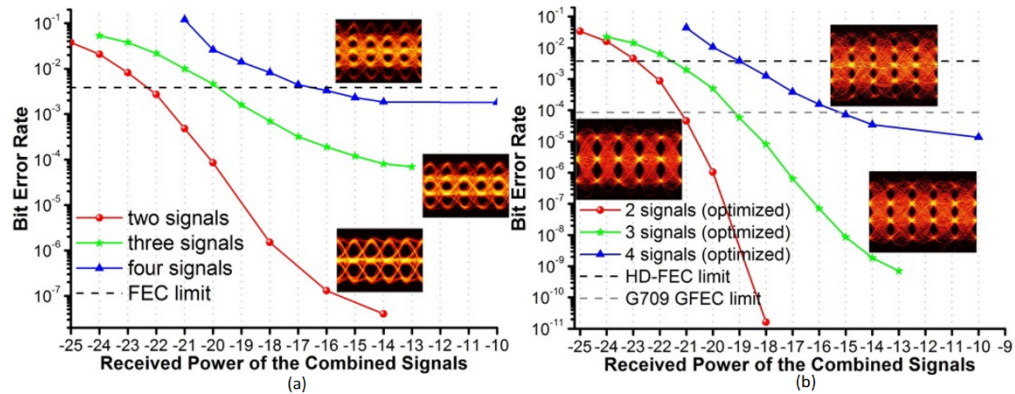 10⁻¹
10⁻²
10⁻³
10⁻⁴
10⁻⁵
10⁻⁶
10⁻⁷
Bit Error Rate
two signals
three signals
four signals
FEC limit
-25 -24 -23 -22 -21 -20 -19 -18 -17 -16 -15 -14 -13 -12 -11 -10
Received Power of the Combined Signals
(a)
10⁻¹
10⁻²
10⁻³
10⁻⁴
10⁻⁵
10⁻⁶
10⁻⁷
10⁻⁸
10⁻⁹
10⁻¹⁰
10⁻¹¹
Bit Error Rate
2 signals (optimized)
3 signals (optimized)
4 signals (optimized)
HD-FEC limit
G709 GFEC limit
-25 -24 -23 -22 -21 -20 -19 -18 -17 -16 -15 -14 -13 -12 -11 -10 -9
Received Power of the Combined Signals
(b)